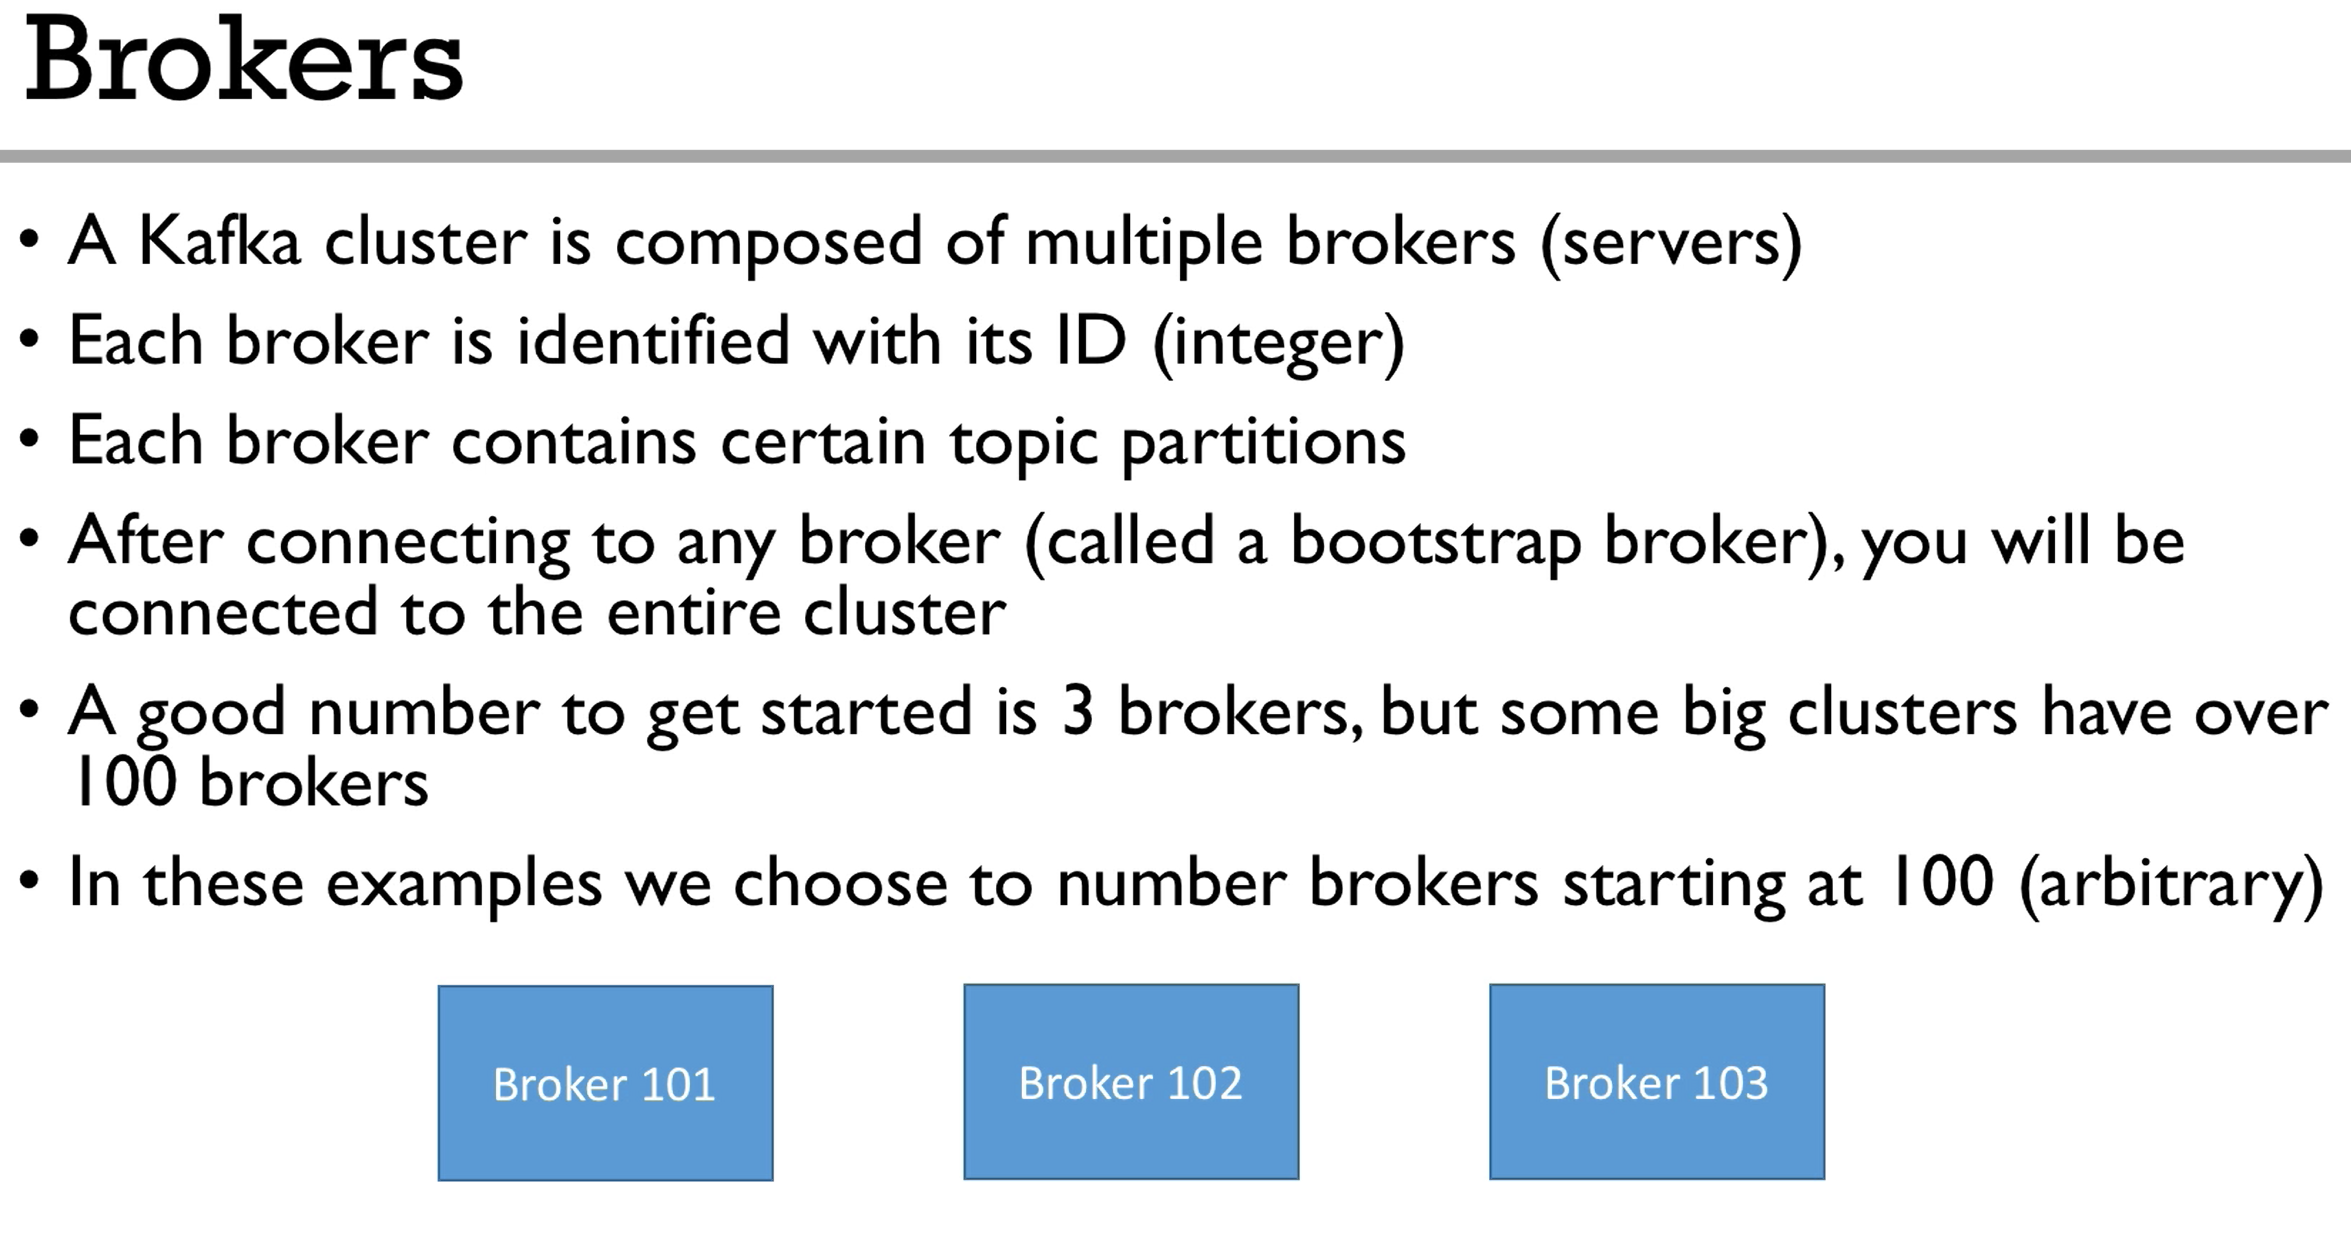 Brokers
• A Kafka cluster is composed of multiple brokers (servers)
• Each broker is identified with its ID (integer)
• Each broker contains certain topic partitions
• After connecting to any broker (called a bootstrap broker), you will be
connected to the entire cluster
• A good number to get started is 3 brokers, but some big clusters have over
100 brokers
• In these examples we choose to number brokers starting at 100 (arbitrary)
Broker 101
Broker 102
Broker 103